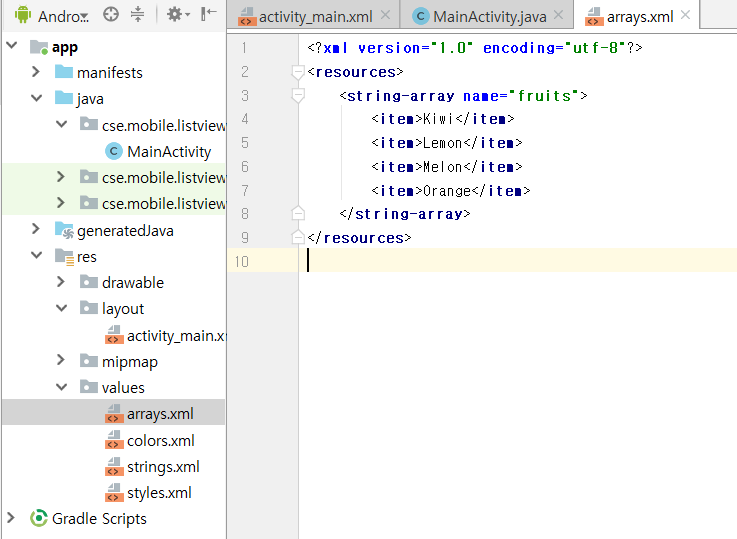 Andro...
app
manifests
java
cse.mobile.listview
MainActivity
cse.mobile.listview
cse.mobile.listview
generatedJava
res
drawable
layout
activity_main.x
mipmap
values
arrays.xml
colors.xml
strings.xml
styles.xml
Gradle Scripts
activity_main.xml
MainActivity.java
arrays.xml
1 <?xml version="1.0" encoding="utf-8"?>
2 <resources>
3 <string-array name="fruits">
4 <item>Kiwi</item>
5 <item>Lemon</item>
6 <item>Melon</item>
7 <item>Orange</item>
8 </string-array>
9 </resources>
10